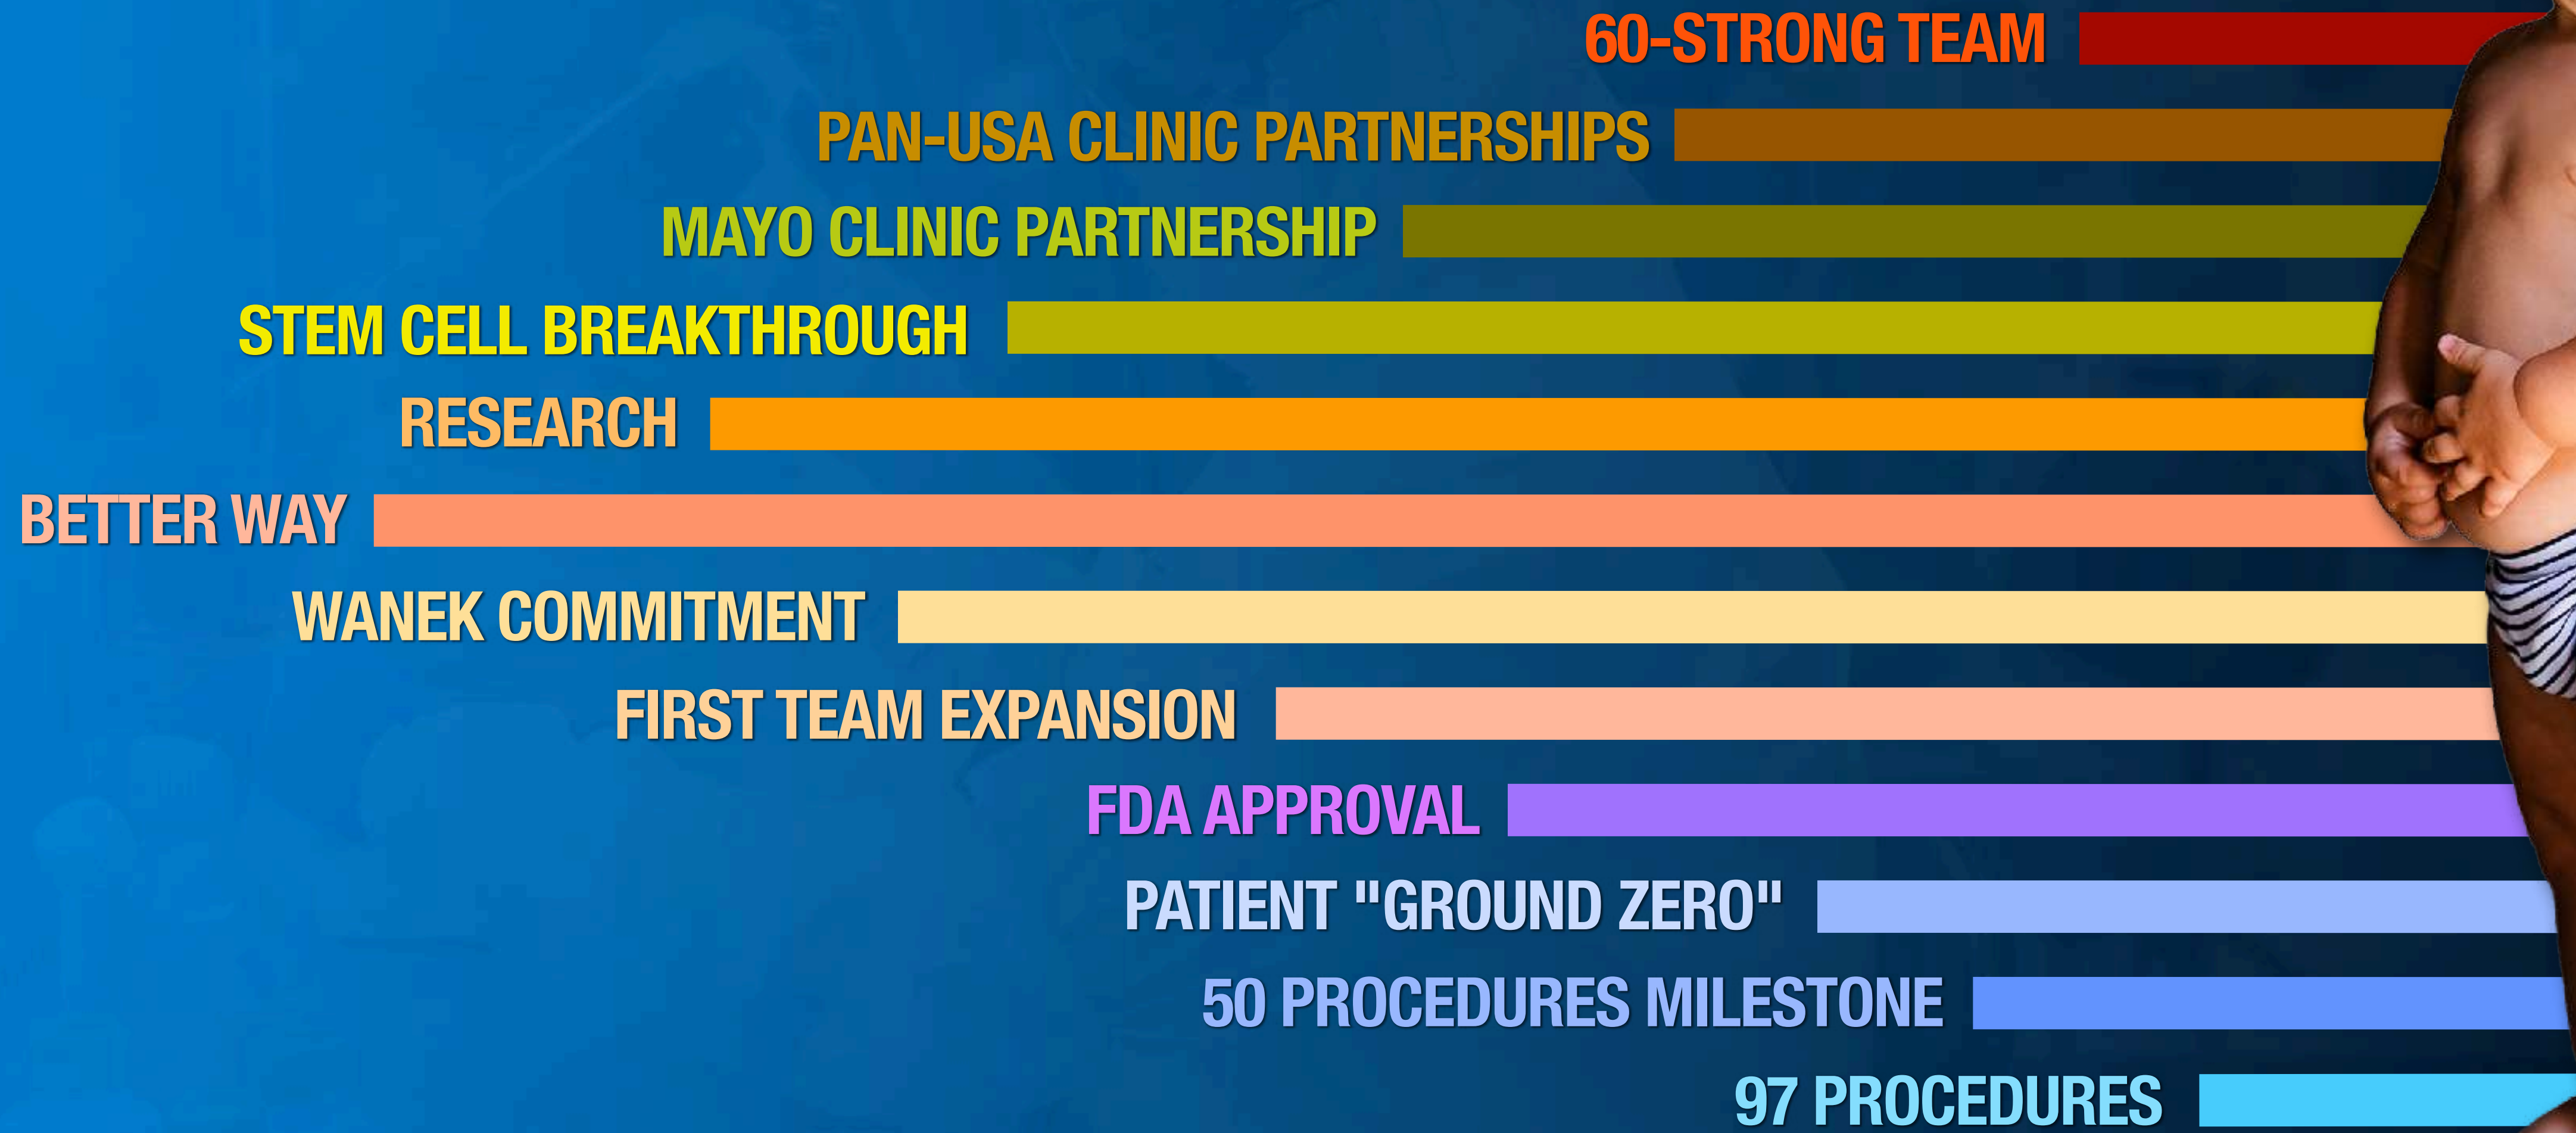 60-STRONG TEAM
PAN-USA CLINIC PARTNERSHIPS
MAYO CLINIC PARTNERSHIP
STEM CELL BREAKTHROUGH
RESEARCH
BETTER WAY
WANEK COMMITMENT
FIRST TEAM EXPANSION
FDA APPROVAL
PATIENT "GROUND ZERO"
50 PROCEDURES MILESTONE
97 PROCEDURES